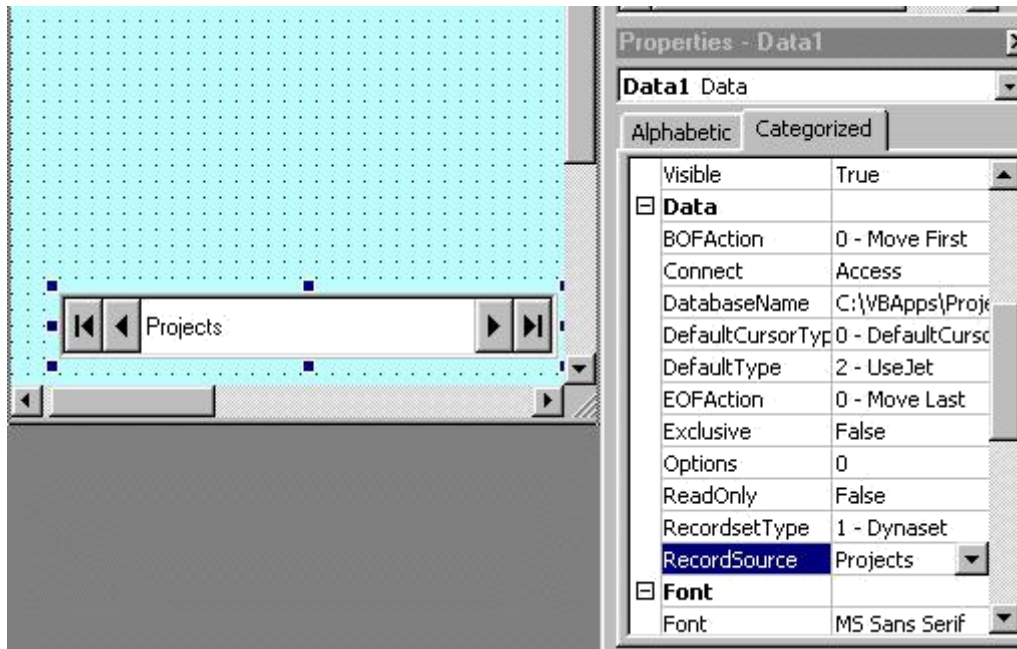 Projects
Properties - Data1
Data1 Data
Alphabetic Categorized
Visible True
Data
BOFAction 0 - Move First
Connect Access
DatabaseName C:\VBApps\Proje
DefaultCursorTyp 0 - DefaultCurso
DefaultType 2 - UseJet
EOFAction 0 - Move Last
Exclusive False
Options 0
ReadOnly False
RecordsetType 1 - Dynaset
RecordSource Projects
Font
Font MS Sans Serif